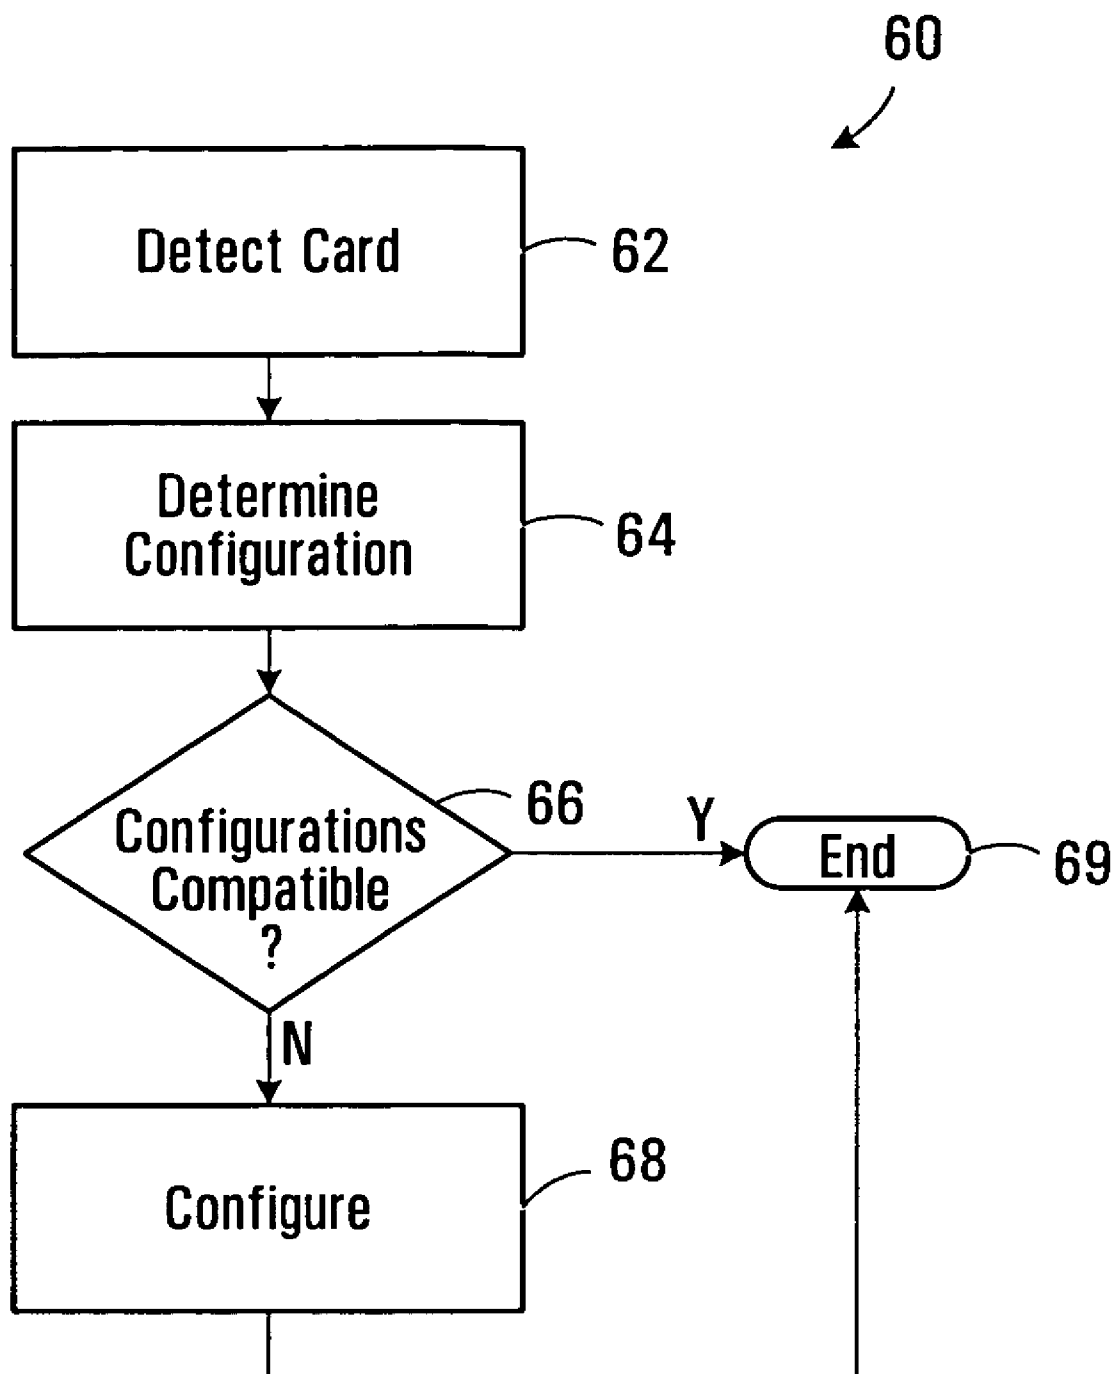 60
Detect Card
62
Determine
Configuration
64
Configurations
Compatible
?
66
Y
End
69
N
Configure
68